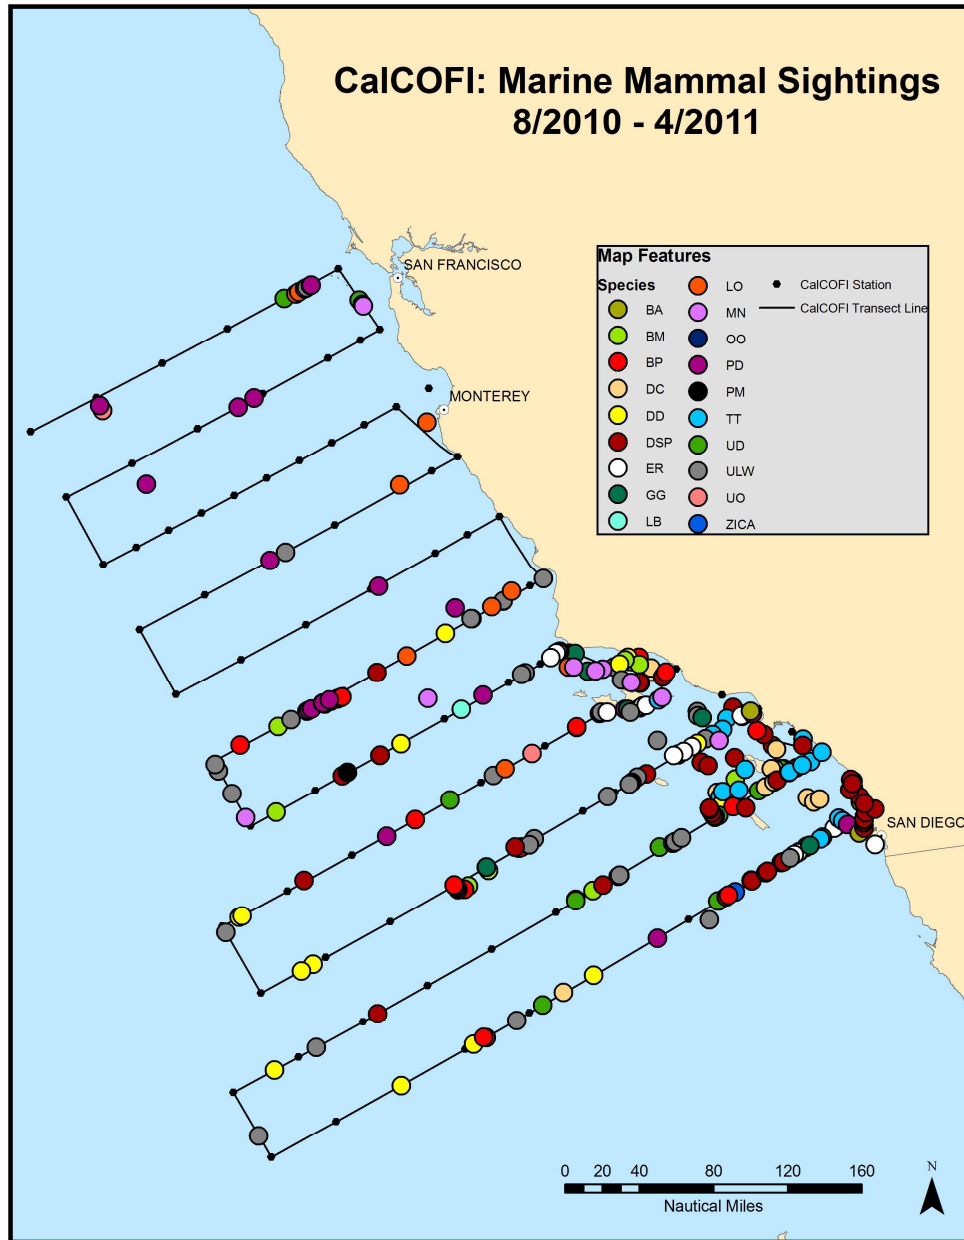 CalCOFI: Marine Mammal Sightings
8/2010 - 4/2011
SAN FRANCISCO
MONTEREY
SAN DIEGO
Map Features
Species
BA
BM
BP
DC
DD
DSP
ER
GG
LB
LO
MN
OO
PD
PM
TT
UD
ULW
UO
ZICA
CalCOFI Station
CalCOFI Transect Line
0 20 40 80 120 160
Nautical Miles
N